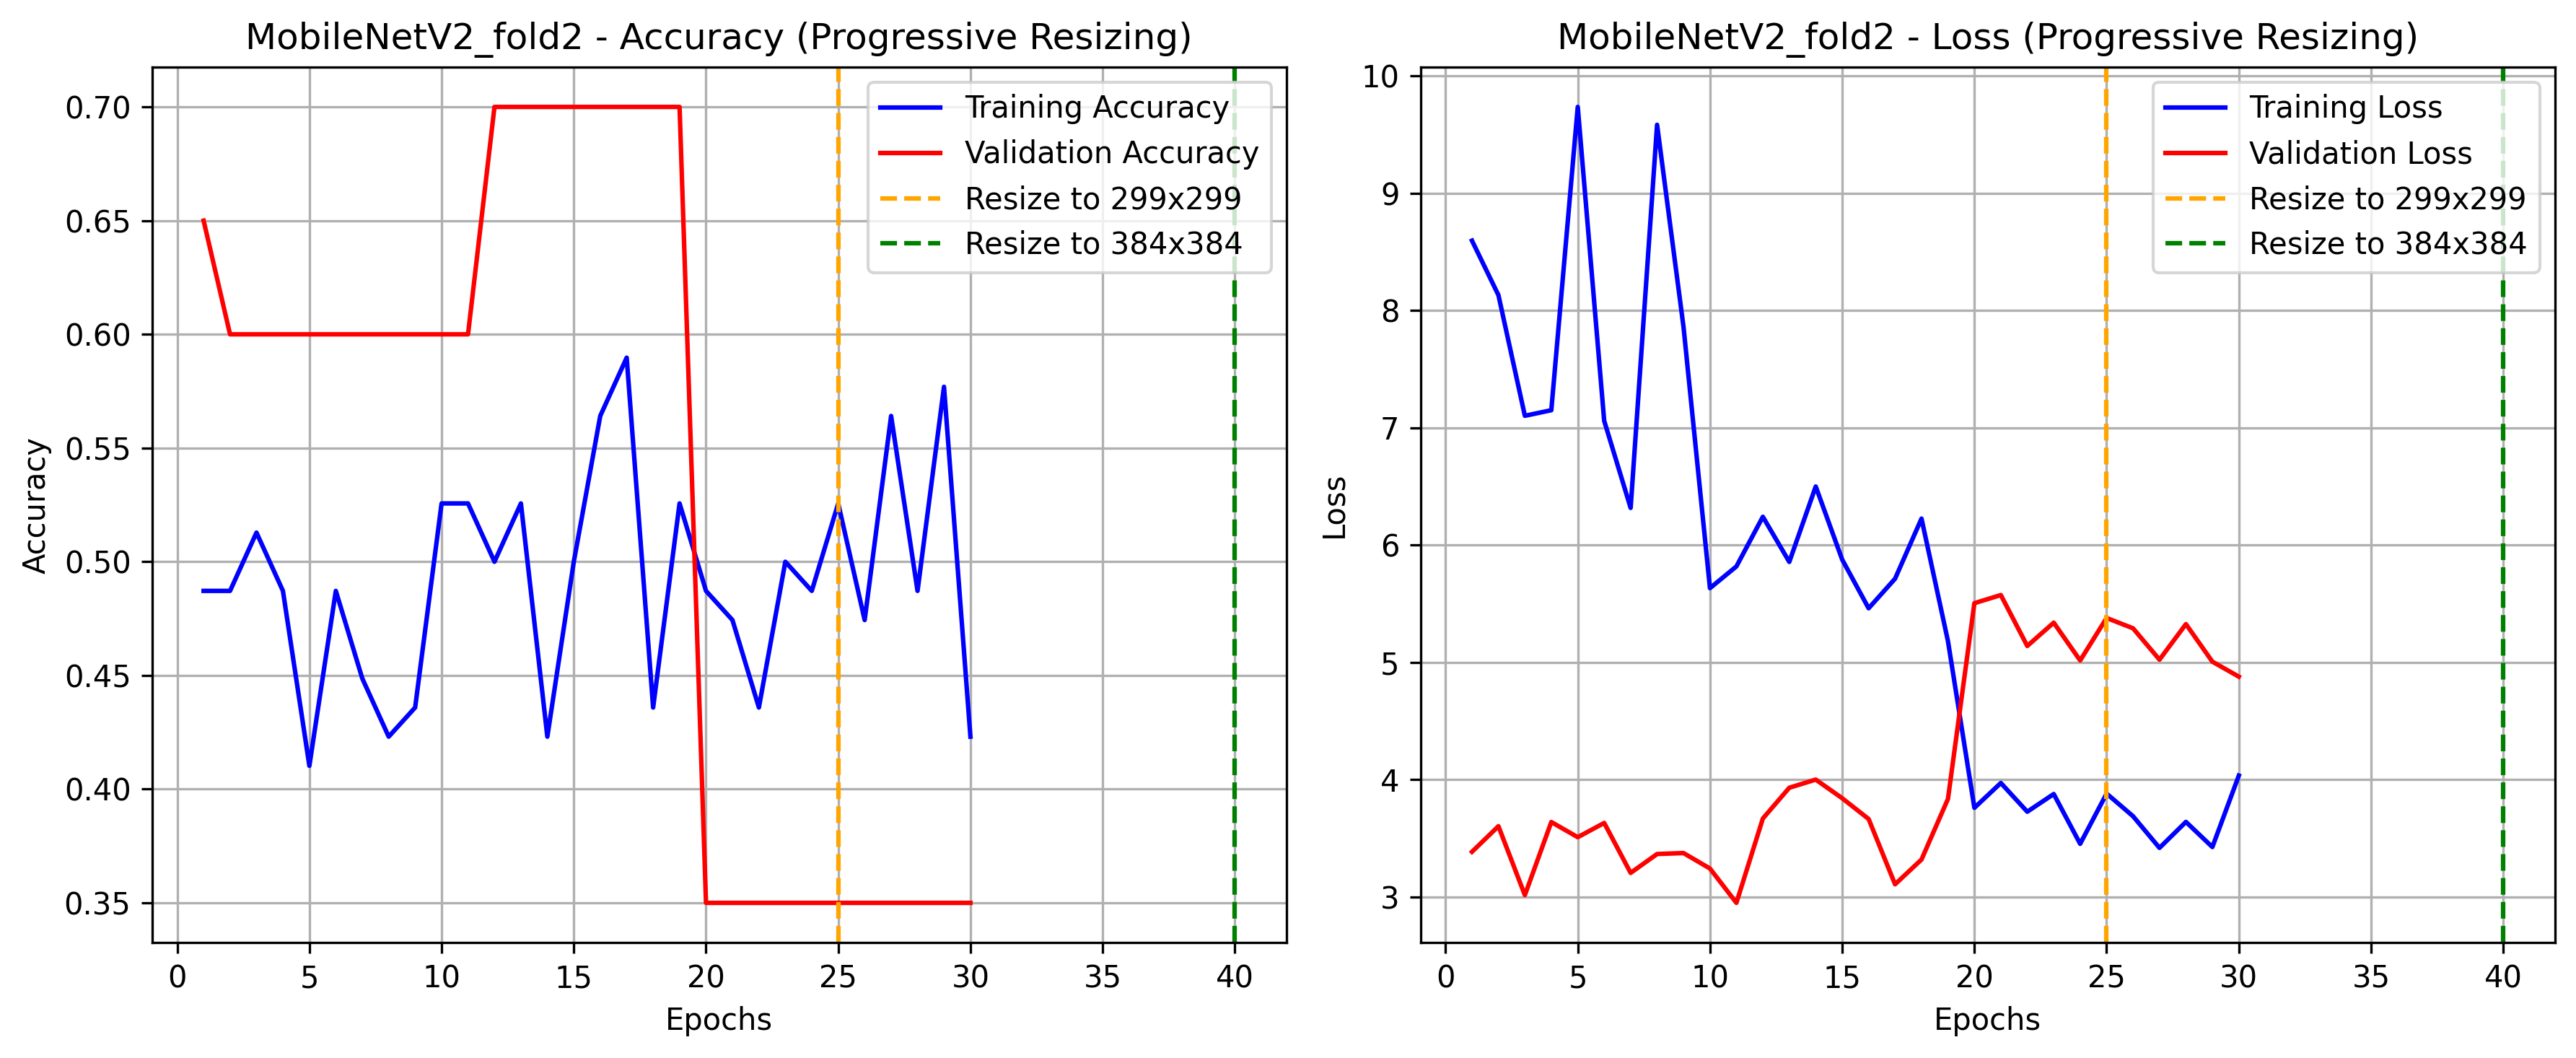 MobileNetV2_fold2 - Accuracy (Progressive Resizing)
0.70
0.65
0.60
0.55
0.50
0.45
0.40
0.35
Accuracy
Training Accuracy
Validation Accuracy
Resize to 299x299
Resize to 384x384
0 5 10 15 20 25 30 35 40
Epochs
MobileNetV2_fold2 - Loss (Progressive Resizing)
10
9
8
7
6
5
4
3
Loss
Training Loss
Validation Loss
Resize to 299x299
Resize to 384x384
0 5 10 15 20 25 30 35 40
Epochs